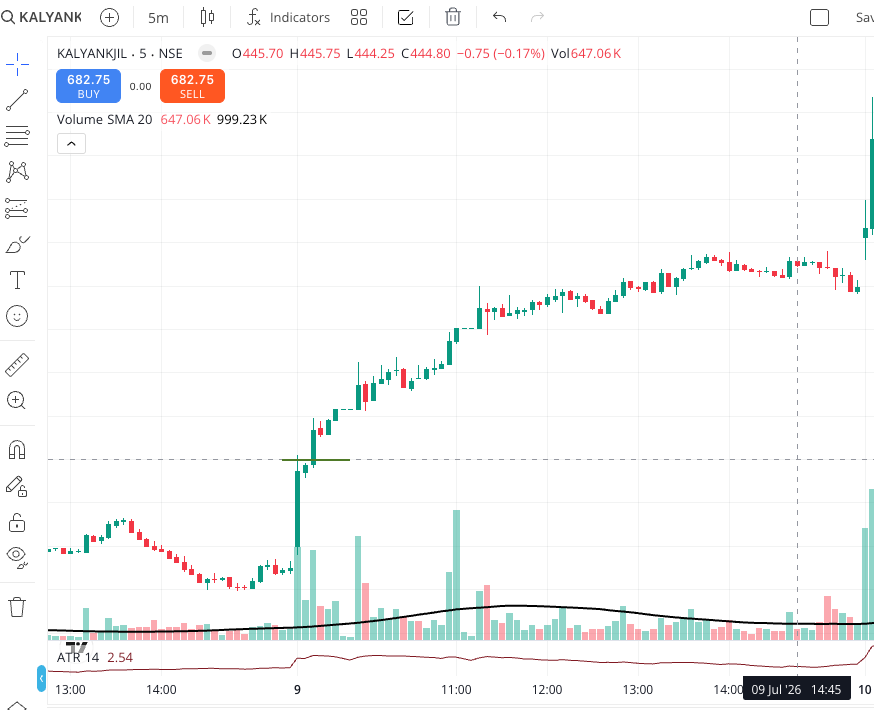 KALYANK
5m
Indicators
Sav
KALYANKJIL · 5 · NSE
O445.70 H445.75 L444.25 C444.80 −0.75 (−0.17%) Vol647.06 K
682.75
BUY
0.00
682.75
SELL
Volume SMA 20 647.06 K 999.23 K
ATR 14 2.54
13:00
14:00
9
11:00
12:00
13:00
14:00
09 Jul '26 14:45
10